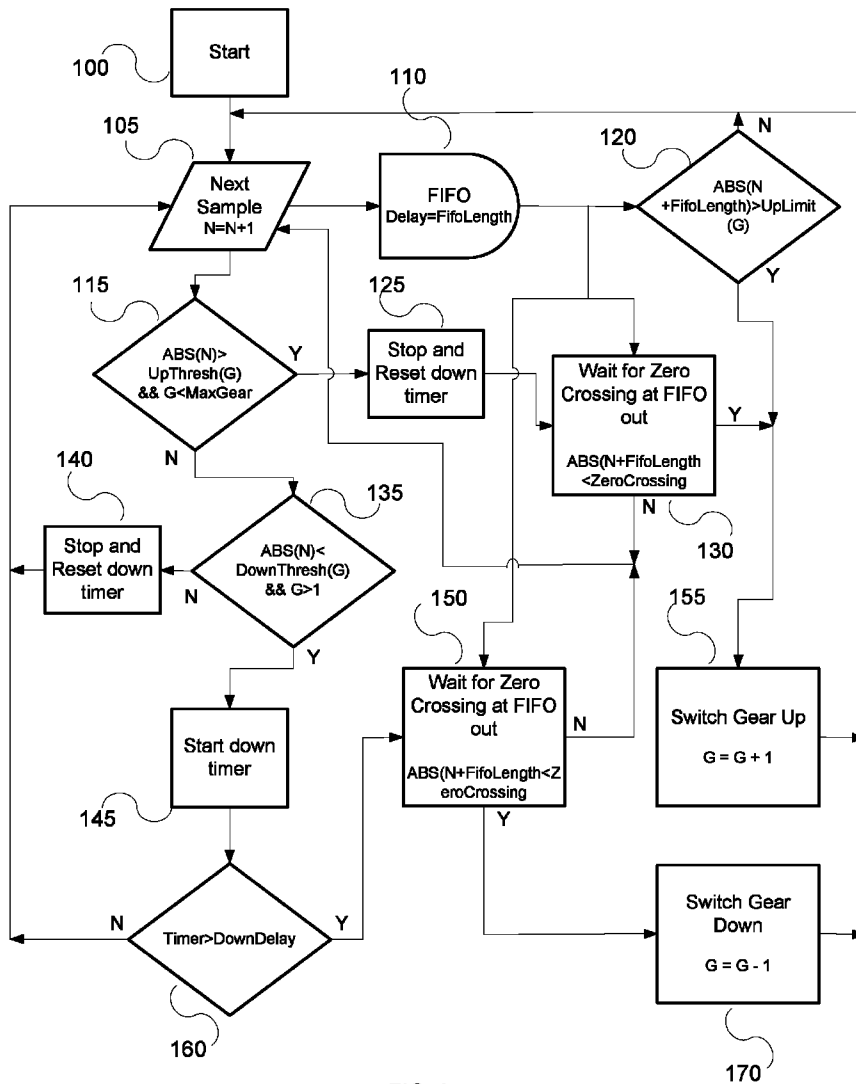 Start
100
110
105
N
120
Next
Sample
N=N+1
FIFO
Delay=FifoLength
ABS(N
+FifoLength)>UpLimit
(G)
Y
115
125
ABS(N)>
UpThresh(G)
&& G<MaxGear
Y
Stop and
Reset down
timer
Wait for Zero
Crossing at FIFO
out
ABS(N+FifoLength
<ZeroCrossing
Y
N
N
130
140
135
Stop and
Reset down
timer
N
ABS(N)<
DownThresh(G)
&& G>1
Y
150
155
Wait for Zero
Crossing at FIFO
out
ABS(N+FifoLength<Z
eroCrossing
N
Y
Switch Gear Up
G = G + 1
Start down
timer
145
N
Timer>DownDelay
Y
Switch Gear
Down
G = G - 1
160
170